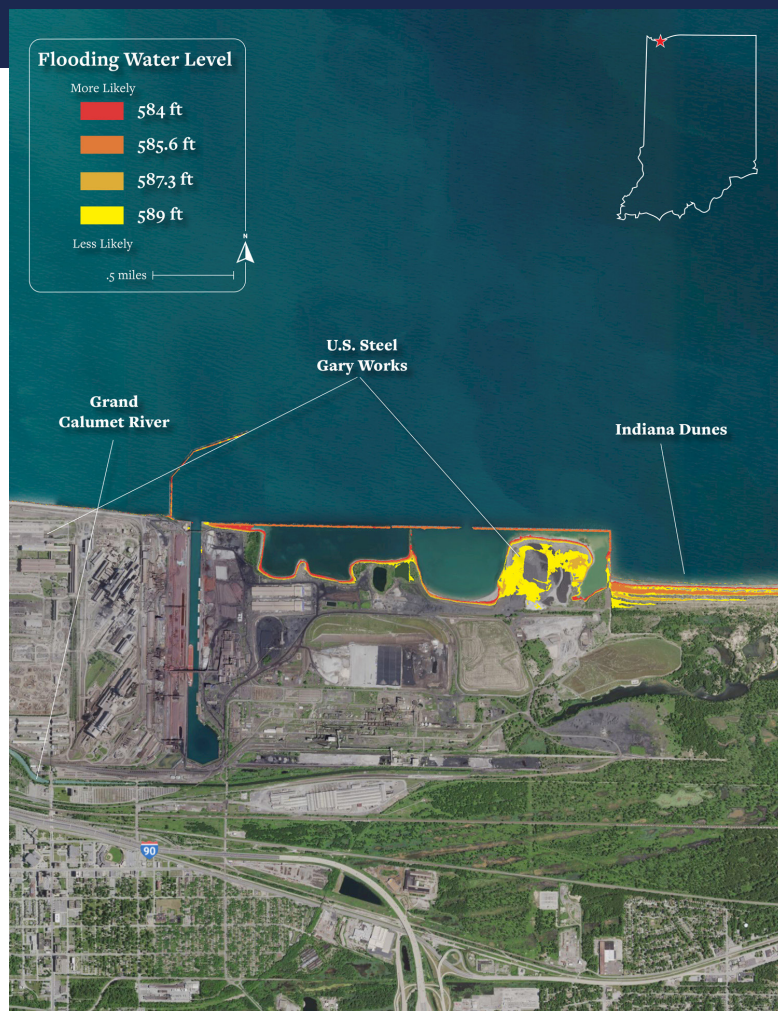 Flooding Water Level
More Likely
584 ft
585.6 ft
587.3 ft
589 ft
Less Likely
N
.5 miles
U.S. Steel
Gary Works
Grand
Calumet River
Indiana Dunes
90